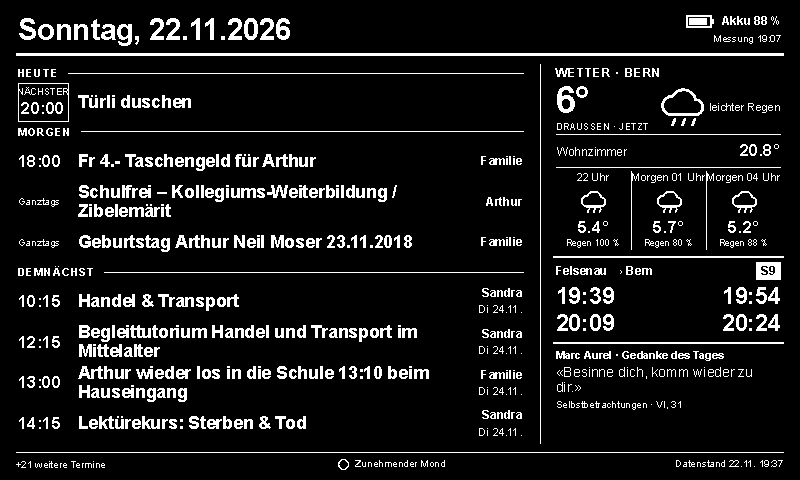 Sonntag, 22.11.2026
Akku 88 %
Messung 19:07
HEUTE
NÄCHSTER
20:00 Türli duschen
MORGEN
18:00 Fr 4.- Taschengeld für Arthur Familie
Ganztags Schulfrei – Kollegiums-Weiterbildung / Arthur
Zibelemärit
Ganztags Geburtstag Arthur Neil Moser 23.11.2018 Familie
DEMNÄCHST
10:15 Handel & Transport Sandra
Di 24.11.
12:15 Begleittutorium Handel und Transport im Sandra
Mittelalter Di 24.11.
13:00 Arthur wieder los in die Schule 13:10 beim Familie
Hauseingang Di 24.11.
14:15 Lektürekurs: Sterben & Tod Sandra
Di 24.11.
WETTER · BERN
6° leichter Regen
DRAUSSEN · JETZT
Wohnzimmer 20.8°
22 Uhr Morgen 01 Uhr Morgen 04 Uhr
5.4° 5.7° 5.2°
Regen 100 % Regen 80 % Regen 88 %
Felsenau → Bern S9
19:39 19:54
20:09 20:24
Marc Aurel · Gedanke des Tages
«Besinne dich, komm wieder zu
dir.»
Selbstbetrachtungen · VI, 31
+21 weitere Termine Zunehmender Mond Datenstand 22.11. 19:37